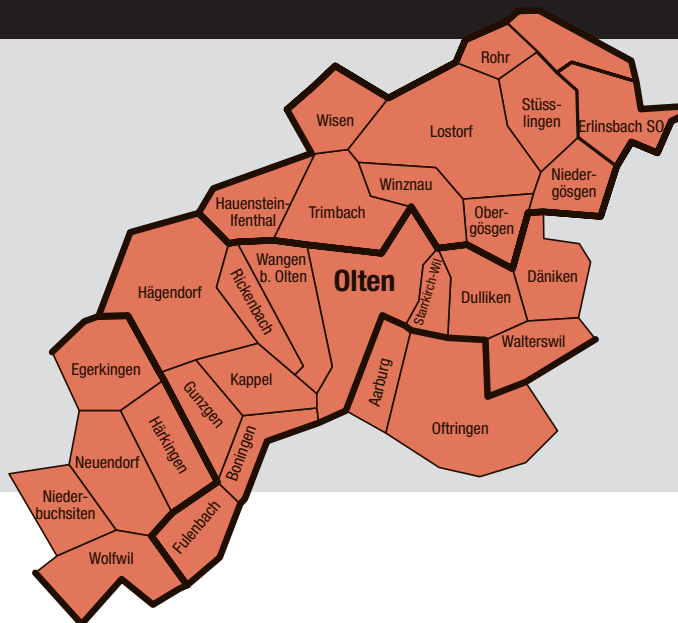 Rohr
Stüss-
lingen
Erlinsbach SO
Wisen
Lostorf
Nieder-
gösgen
Winznau
Hauenstein-
Ifenthal
Trimbach
Ober-
gösgen
Wangen
b. Olten
Olten
Starrkirch-Wil
Däniken
Hägendorf
Rickenbach
Dulliken
Walterswil
Egerkingen
Kappel
Aarburg
Gunzgen
Oftringen
Härkingen
Boningen
Neuendorf
Nieder-
buchsiten
Fulenbach
Wolfwil